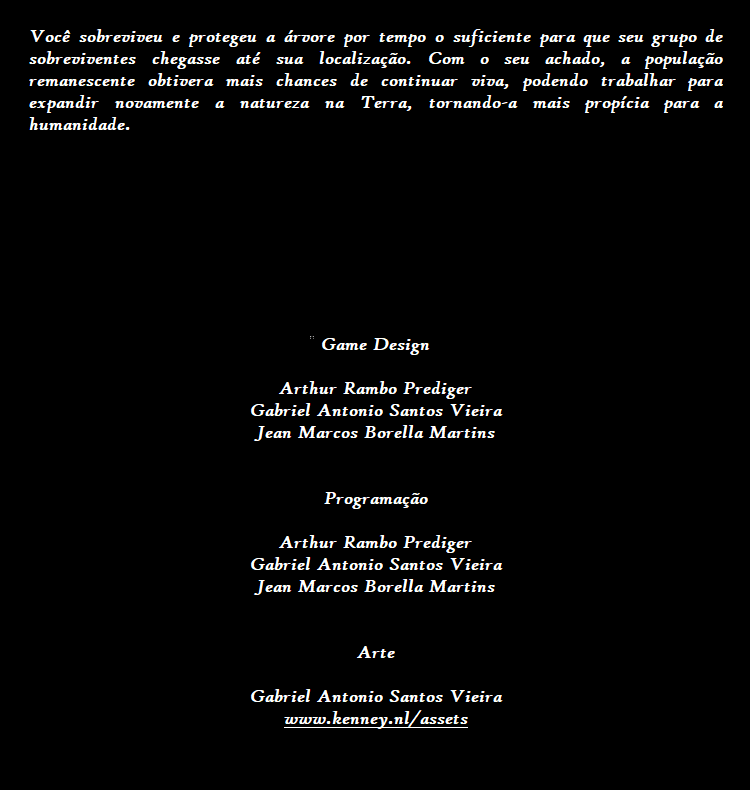 Você sobreviveu e protegeu a árvore por tempo o suficiente para que seu grupo de
sobreviventes chegasse até sua localização. Com o seu achado, a população
remanescente obtivera mais chances de continuar viva, podendo trabalhar para
expandir novamente a natureza na Terra, tornando-a mais propícia para a
humanidade.
Game Design
Arthur Rambo Prediger
Gabriel Antonio Santos Vieira
Jean Marcos Borella Martins
Programação
Arthur Rambo Prediger
Gabriel Antonio Santos Vieira
Jean Marcos Borella Martins
Arte
Gabriel Antonio Santos Vieira
www.kenney.nl/assets